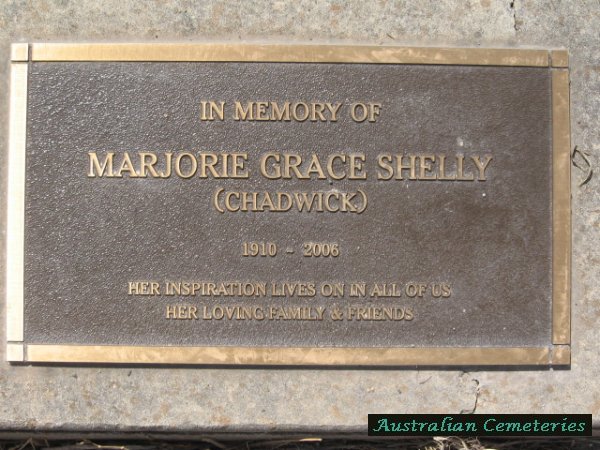 IN MEMORY OF
MARJORIE GRACE SHELLY
(CHADWICK)
1910 - 2006
HER INSPIRATION LIVES ON IN ALL OF US
HER LOVING FAMILY & FRIENDS
Australian Cemeteries